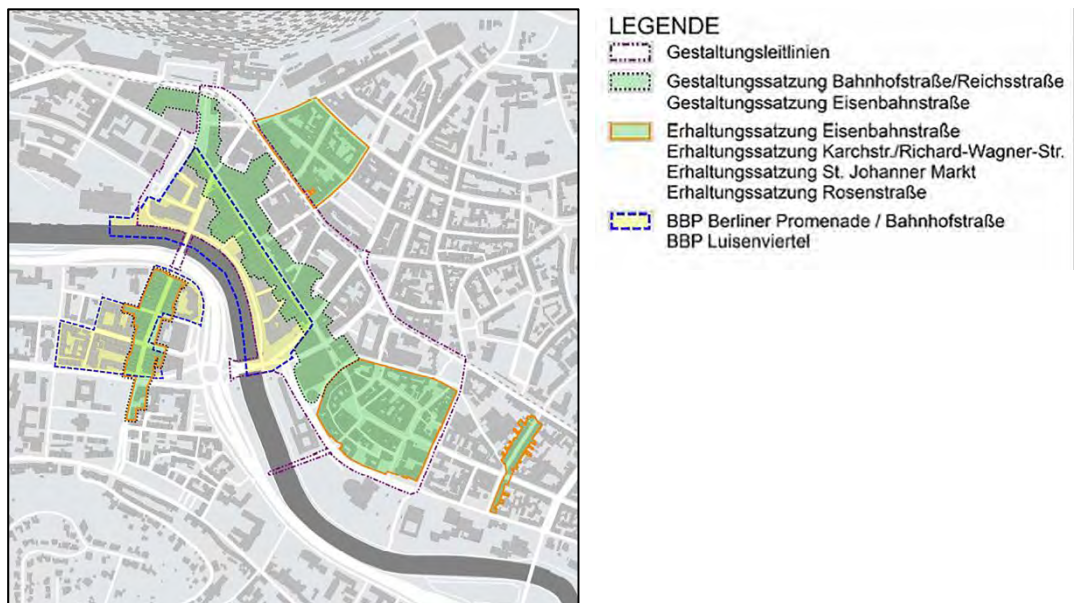 LEGENDE
Gestaltungsleitlinien
Gestaltungssatzung Bahnhofstraße/Reichsstraße
Gestaltungssatzung Eisenbahnstraße
Erhaltungssatzung Eisenbahnstraße
Erhaltungssatzung Karchstr./Richard-Wagner-Str.
Erhaltungssatzung St. Johanner Markt
Erhaltungssatzung Rosenstraße
BBP Berliner Promenade / Bahnhofstraße
BBP Luisenviertel